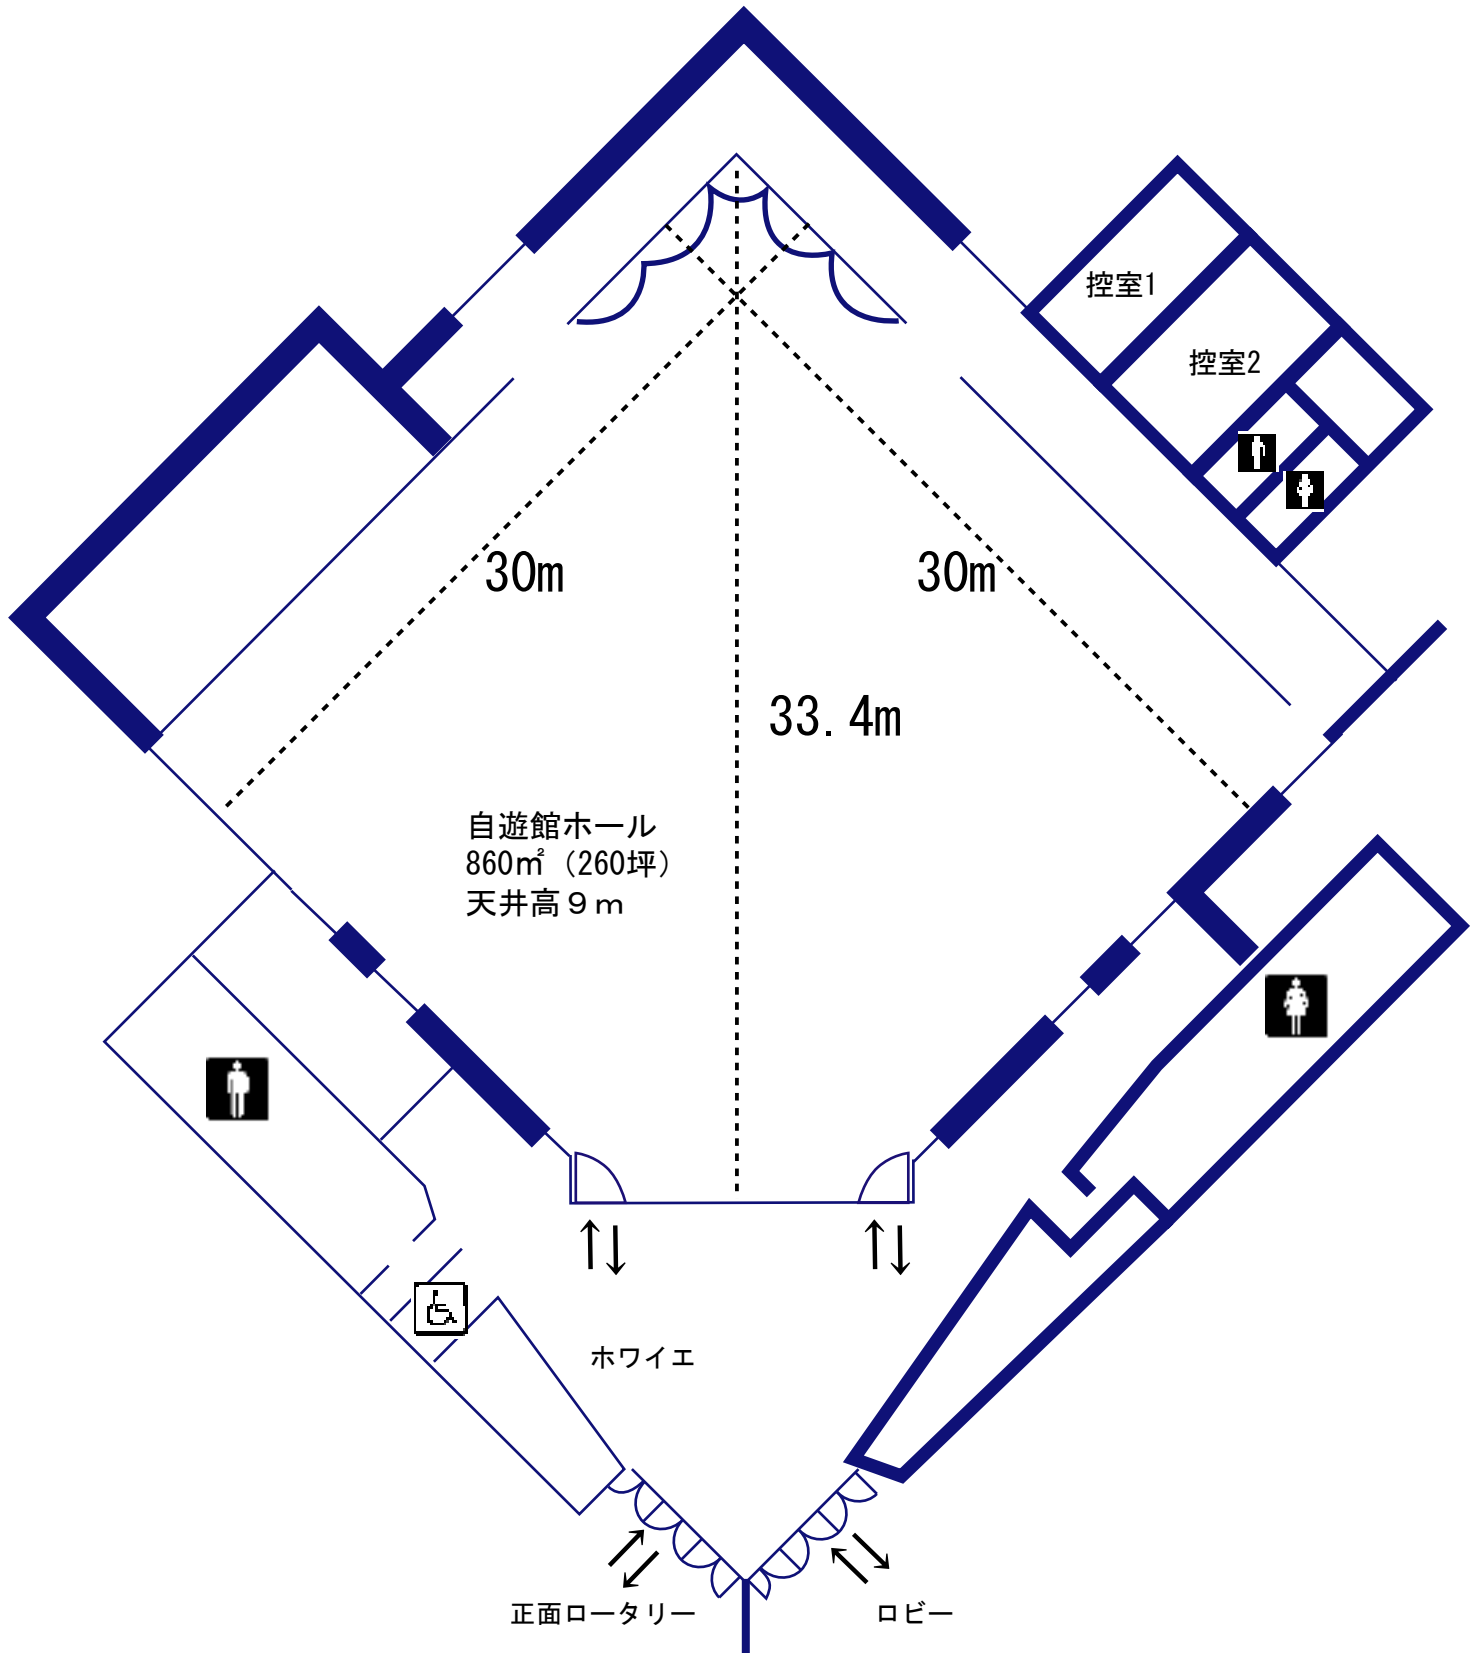 控室1
控室2
30m
30m
33.4m
自遊館ホール
860㎡（260坪）
天井高９ｍ
ホワイエ
正面ロータリー
ロビー